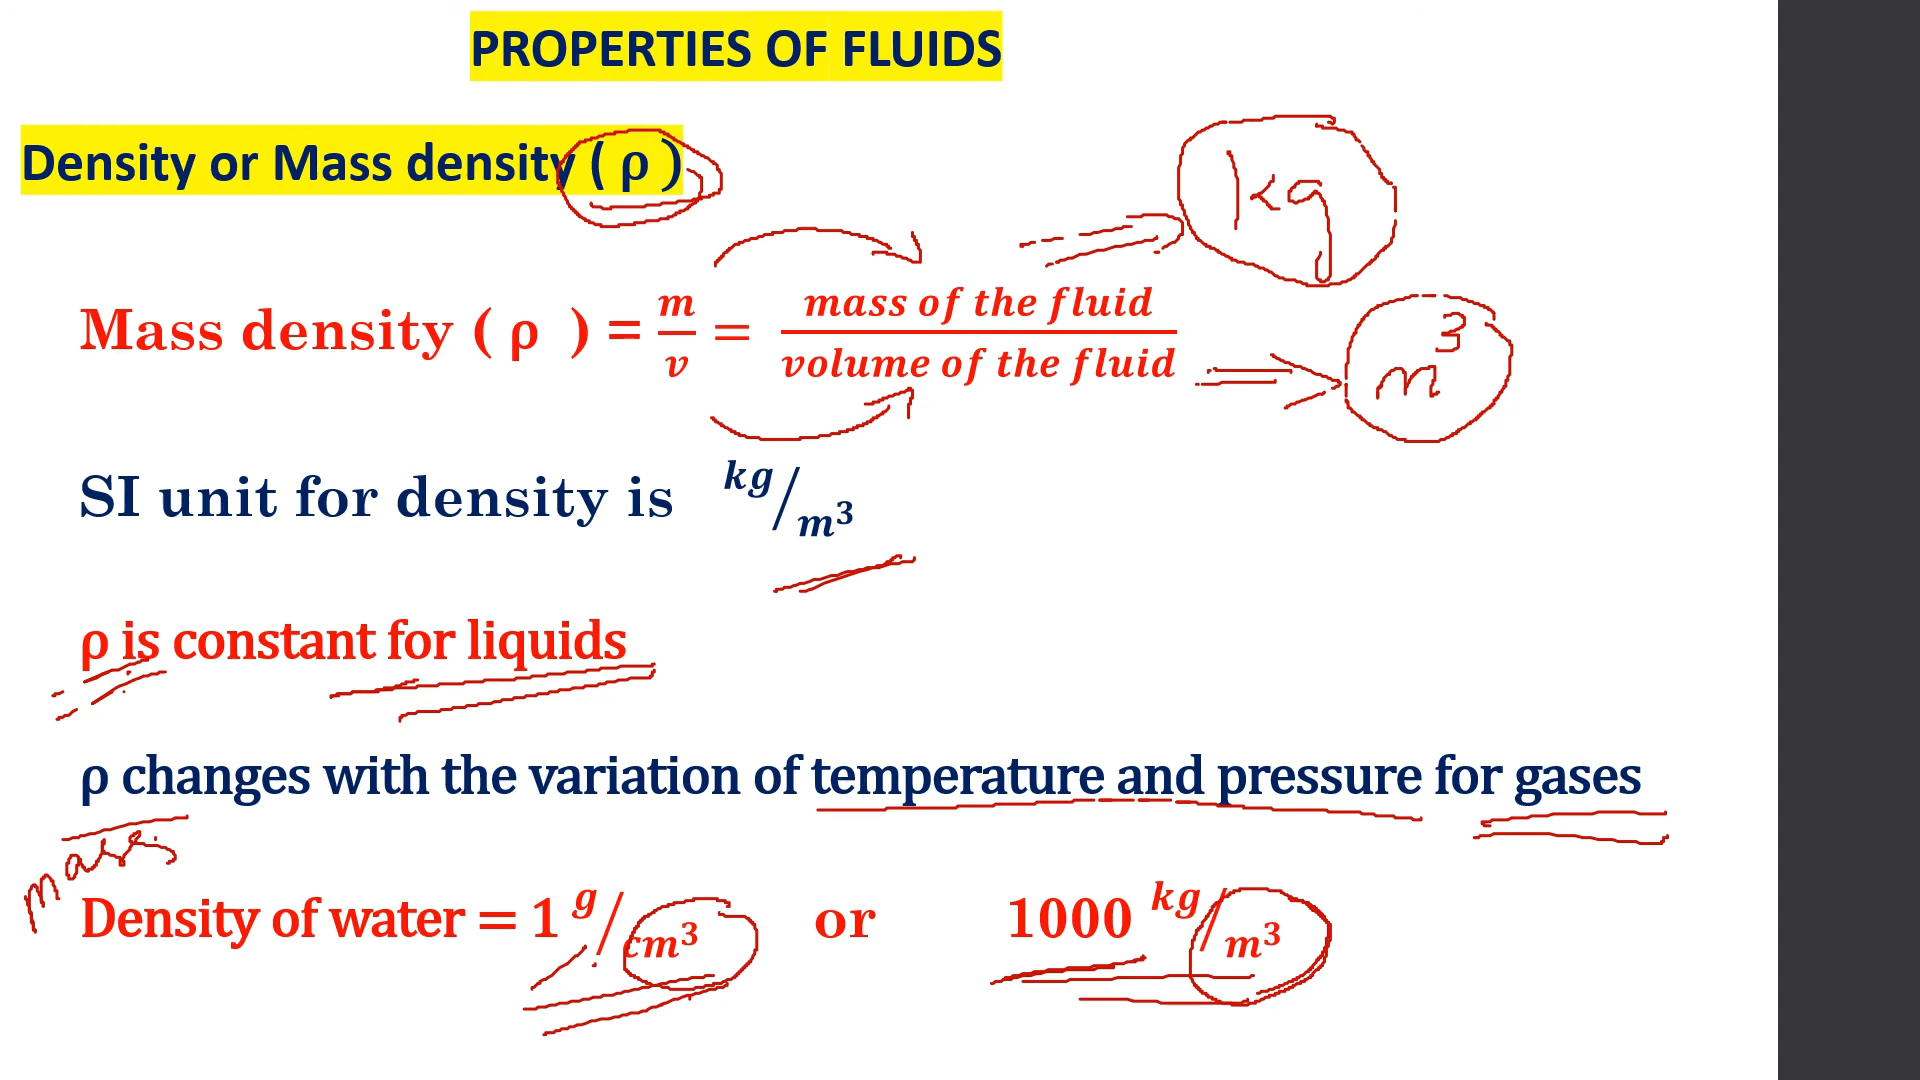 PROPERTIES OF FLUIDS
Density or Mass density ( ρ )
kg
Mass density ( ρ ) = m/v = mass of the fluid / volume of the fluid
m³
SI unit for density is kg/m³
ρ is constant for liquids
ρ changes with the variation of temperature and pressure for gases
mass
Density of water = 1 g/cm³ or 1000 kg/m³